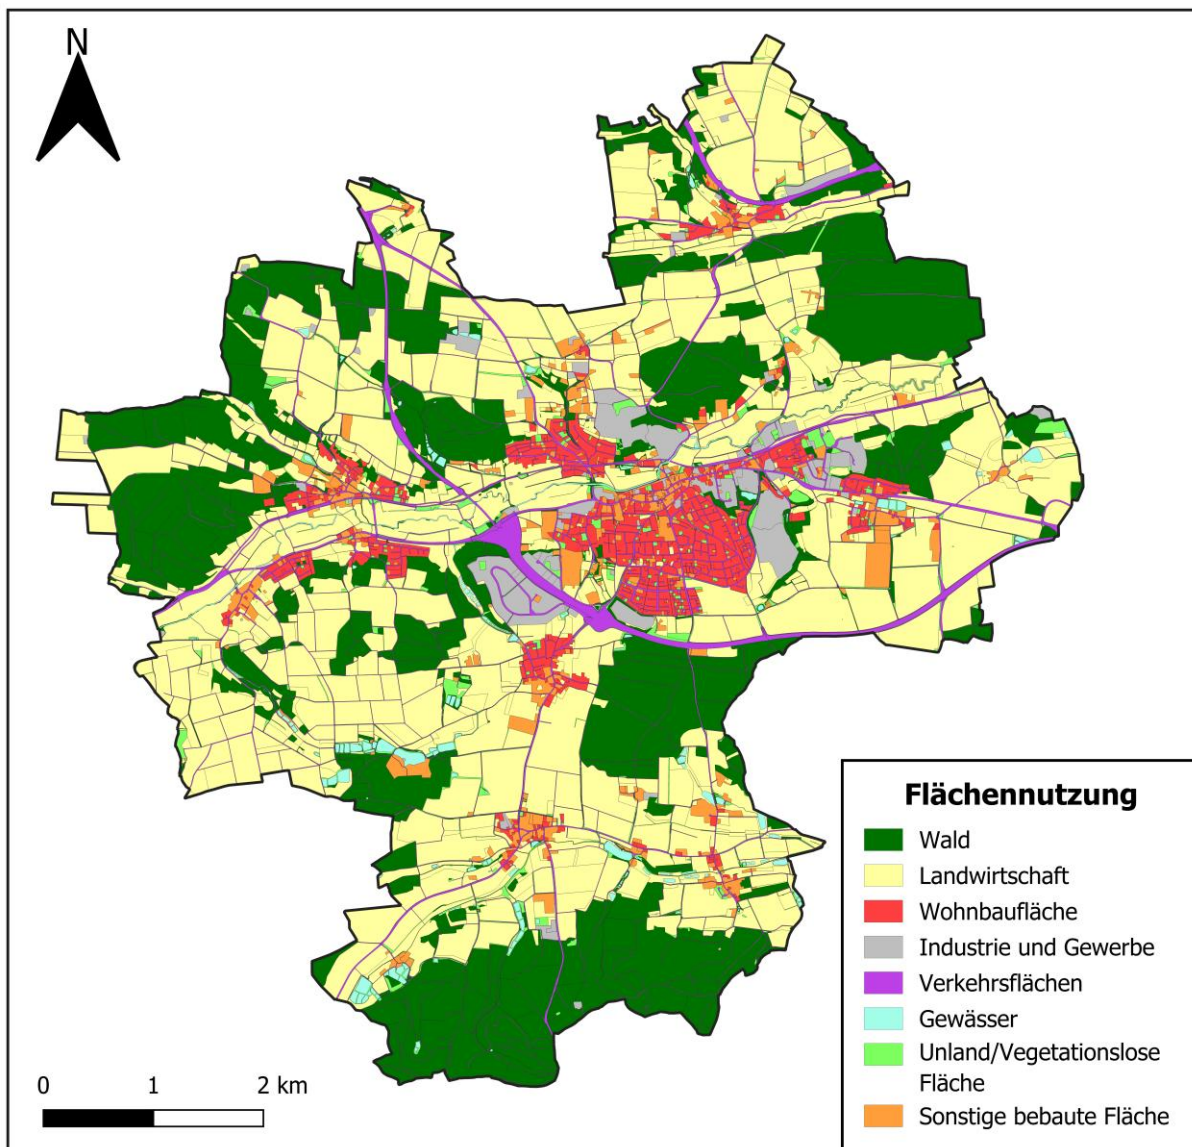 N
Flächennutzung
Wald
Landwirtschaft
Wohnbaufläche
Industrie und Gewerbe
Verkehrsflächen
Gewässer
Unland/Vegetationslose
Fläche
Sonstige bebaute Fläche
0 1 2 km